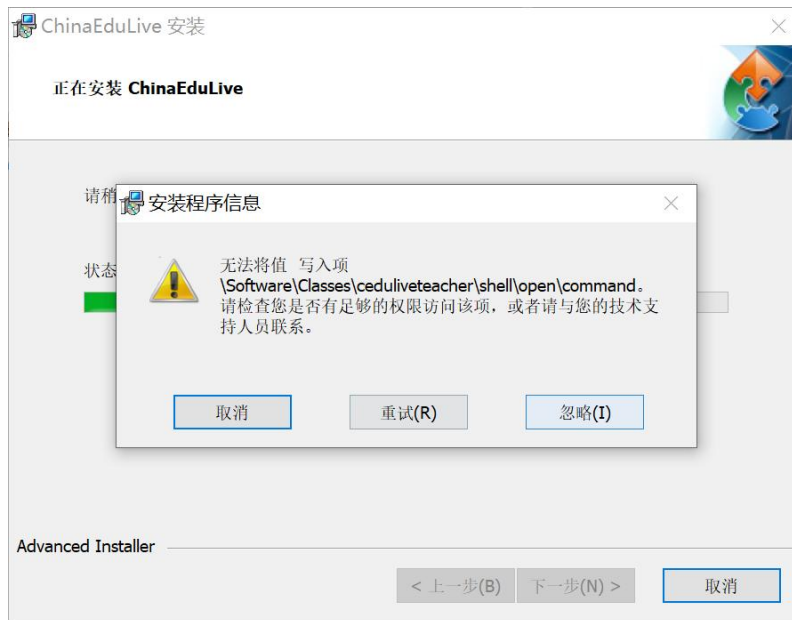 ChinaEduLive 安装
正在安装 ChinaEduLive
请稍
安装程序信息
状态
无法将值 写入项
\Software\Classes\ceduliveteacher\shell\open\command。
请检查您是否有足够的权限访问该项，或者请与您的技术支
持人员联系。
取消
重试(R)
忽略(I)
Advanced Installer
< 上一步(B)
下一步(N) >
取消